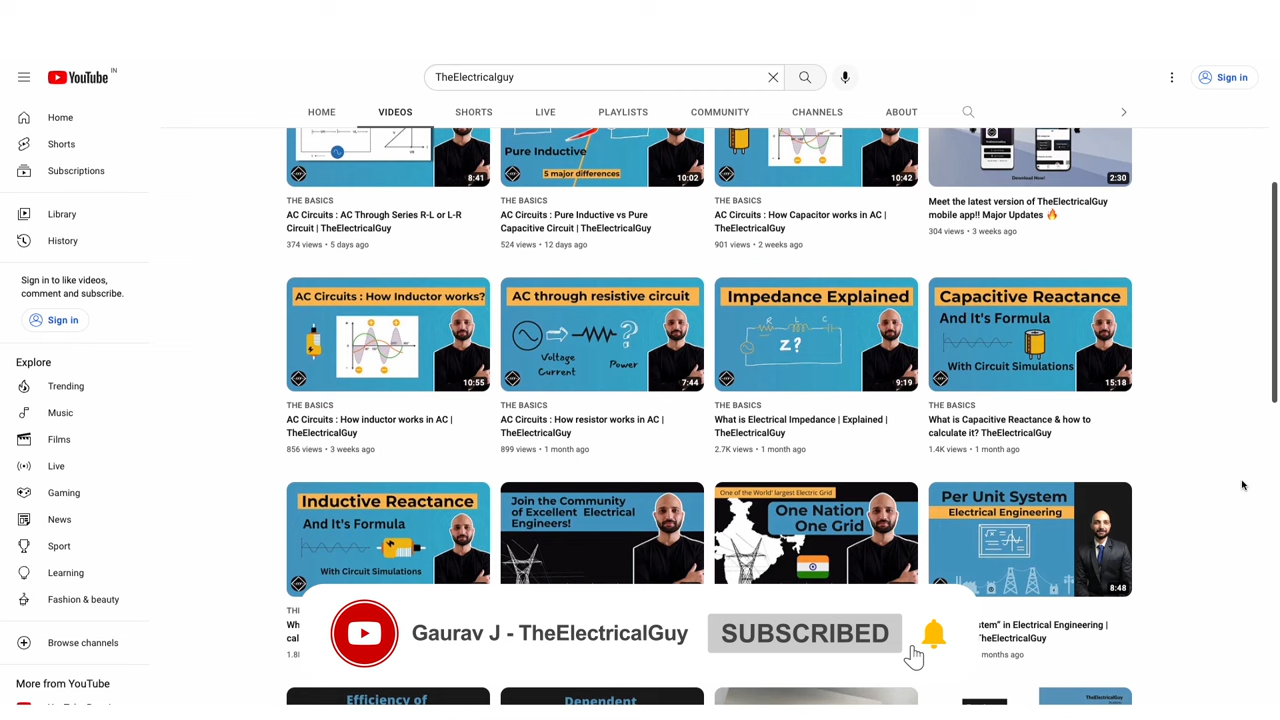 YouTube IN
TheElectricalguy
Sign in
HOME
VIDEOS
SHORTS
LIVE
PLAYLISTS
COMMUNITY
CHANNELS
ABOUT
Home
Shorts
Subscriptions
Library
History
Sign in to like videos,
comment and subscribe.
Sign in
Explore
Trending
Music
Films
Live
Gaming
News
Sport
Learning
Fashion & beauty
Browse channels
More from YouTube
8:41
THE BASICS
AC Circuits : AC Through Series R-L or L-R
Circuit | TheElectricalGuy
374 views • 5 days ago
Pure Inductive
5 major differences
10:02
THE BASICS
AC Circuits : Pure Inductive vs Pure
Capacitive Circuit | TheElectricalGuy
524 views • 12 days ago
10:42
THE BASICS
AC Circuits : How Capacitor works in AC |
TheElectricalGuy
901 views • 2 weeks ago
Download Now!
2:30
Meet the latest version of TheElectricalGuy
mobile app!! Major Updates 🔥
304 views • 3 weeks ago
AC Circuits : How Inductor works?
10:55
THE BASICS
AC Circuits : How inductor works in AC |
TheElectricalGuy
856 views • 3 weeks ago
AC through resistive circuit
Voltage
Current
Power
7:44
THE BASICS
AC Circuits : How resistor works in AC |
TheElectricalGuy
899 views • 1 month ago
Impedance Explained
R L C
Z?
9:19
THE BASICS
What is Electrical Impedance | Explained |
TheElectricalGuy
2.7K views • 1 month ago
Capacitive Reactance
And It's Formula
With Circuit Simulations
15:18
THE BASICS
What is Capacitive Reactance & how to
calculate it? TheElectricalGuy
1.4K views • 1 month ago
Inductive Reactance
And It's Formula
With Circuit Simulations
Join the Community
of Excellent Electrical
Engineers!
One of the World' largest Electric Grid
One Nation
One Grid
Per Unit System
Electrical Engineering
8:48
in Electrical Engineering |
TheElectricalGuy
months ago
Gaurav J - TheElectricalGuy
SUBSCRIBED
Efficiency of
Dependent
TheElectricalGuy